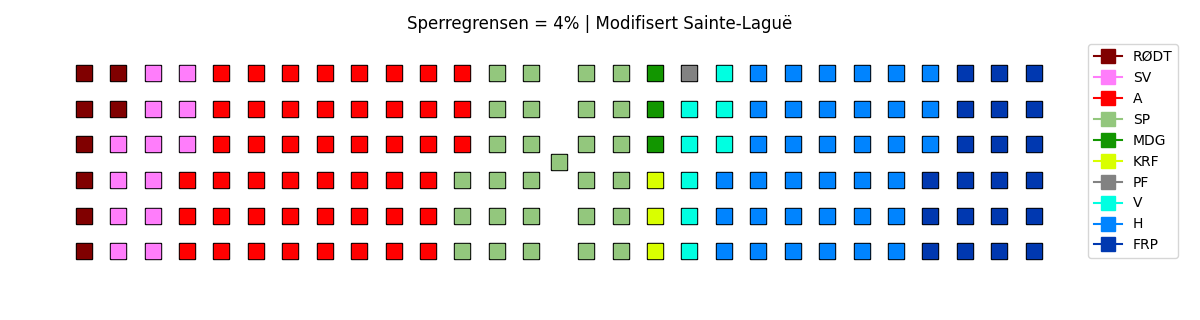 Sperregrensen = 4% | Modifisert Sainte-Laguë
RØDT
SV
A
SP
MDG
KRF
PF
V
H
FRP